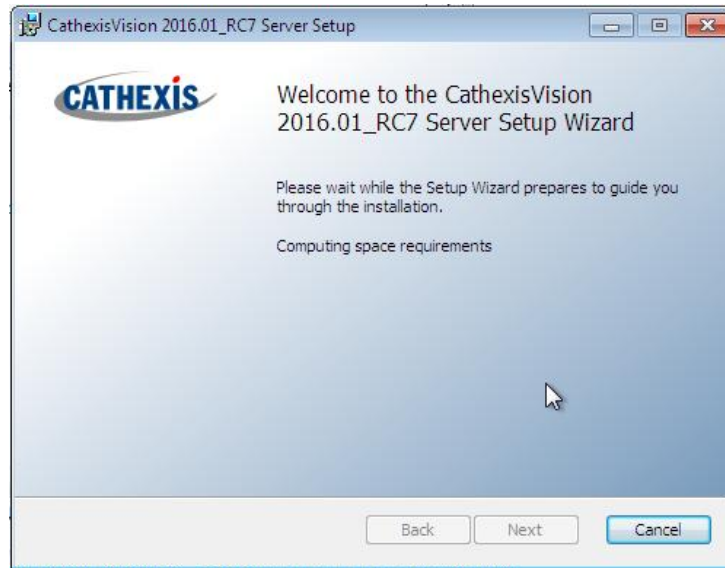 CathexisVision 2016.01_RC7 Server Setup
CATHEXIS
Welcome to the CathexisVision
2016.01_RC7 Server Setup Wizard
Please wait while the Setup Wizard prepares to guide you
through the installation.
Computing space requirements
Back
Next
Cancel